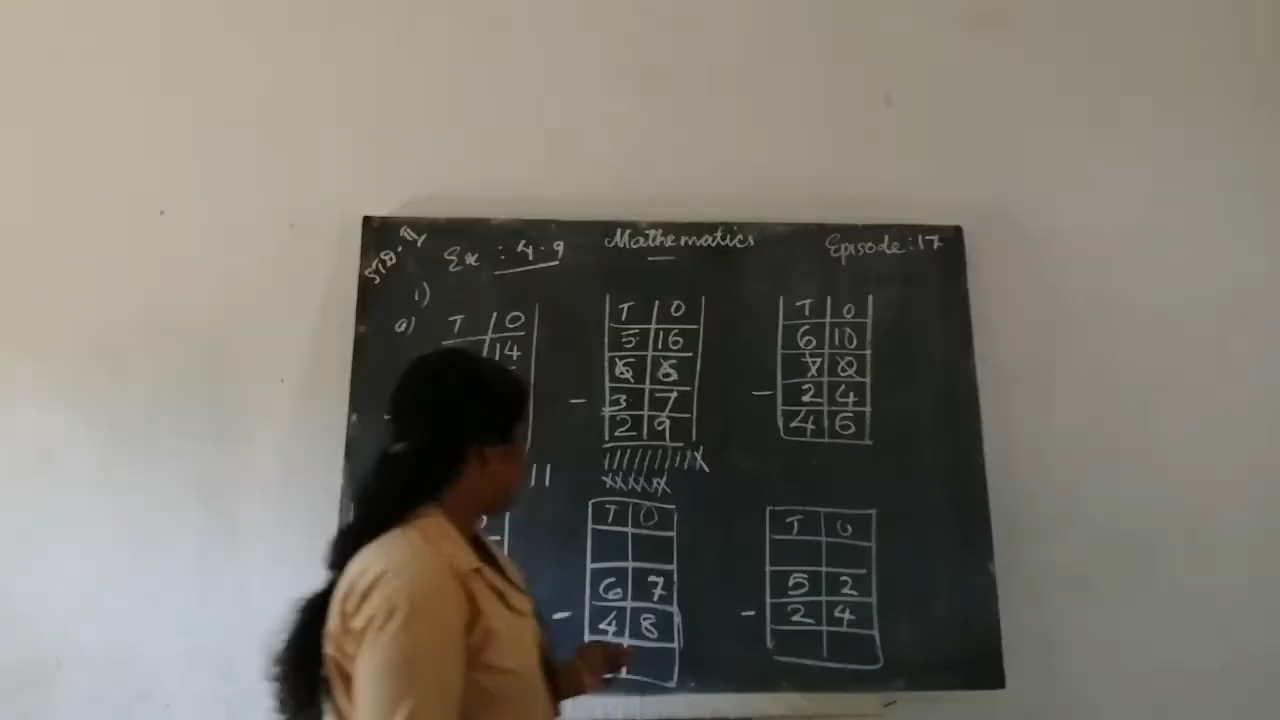 STD-II Ex : 4.9 Mathematics Episode:17
1)
a) T O T O T O
14 5 16 6 10
6 6 7 0
- 3 7 - 2 4
2 9 4 6
T O T O
6 7 5 2
- 4 8 - 2 4